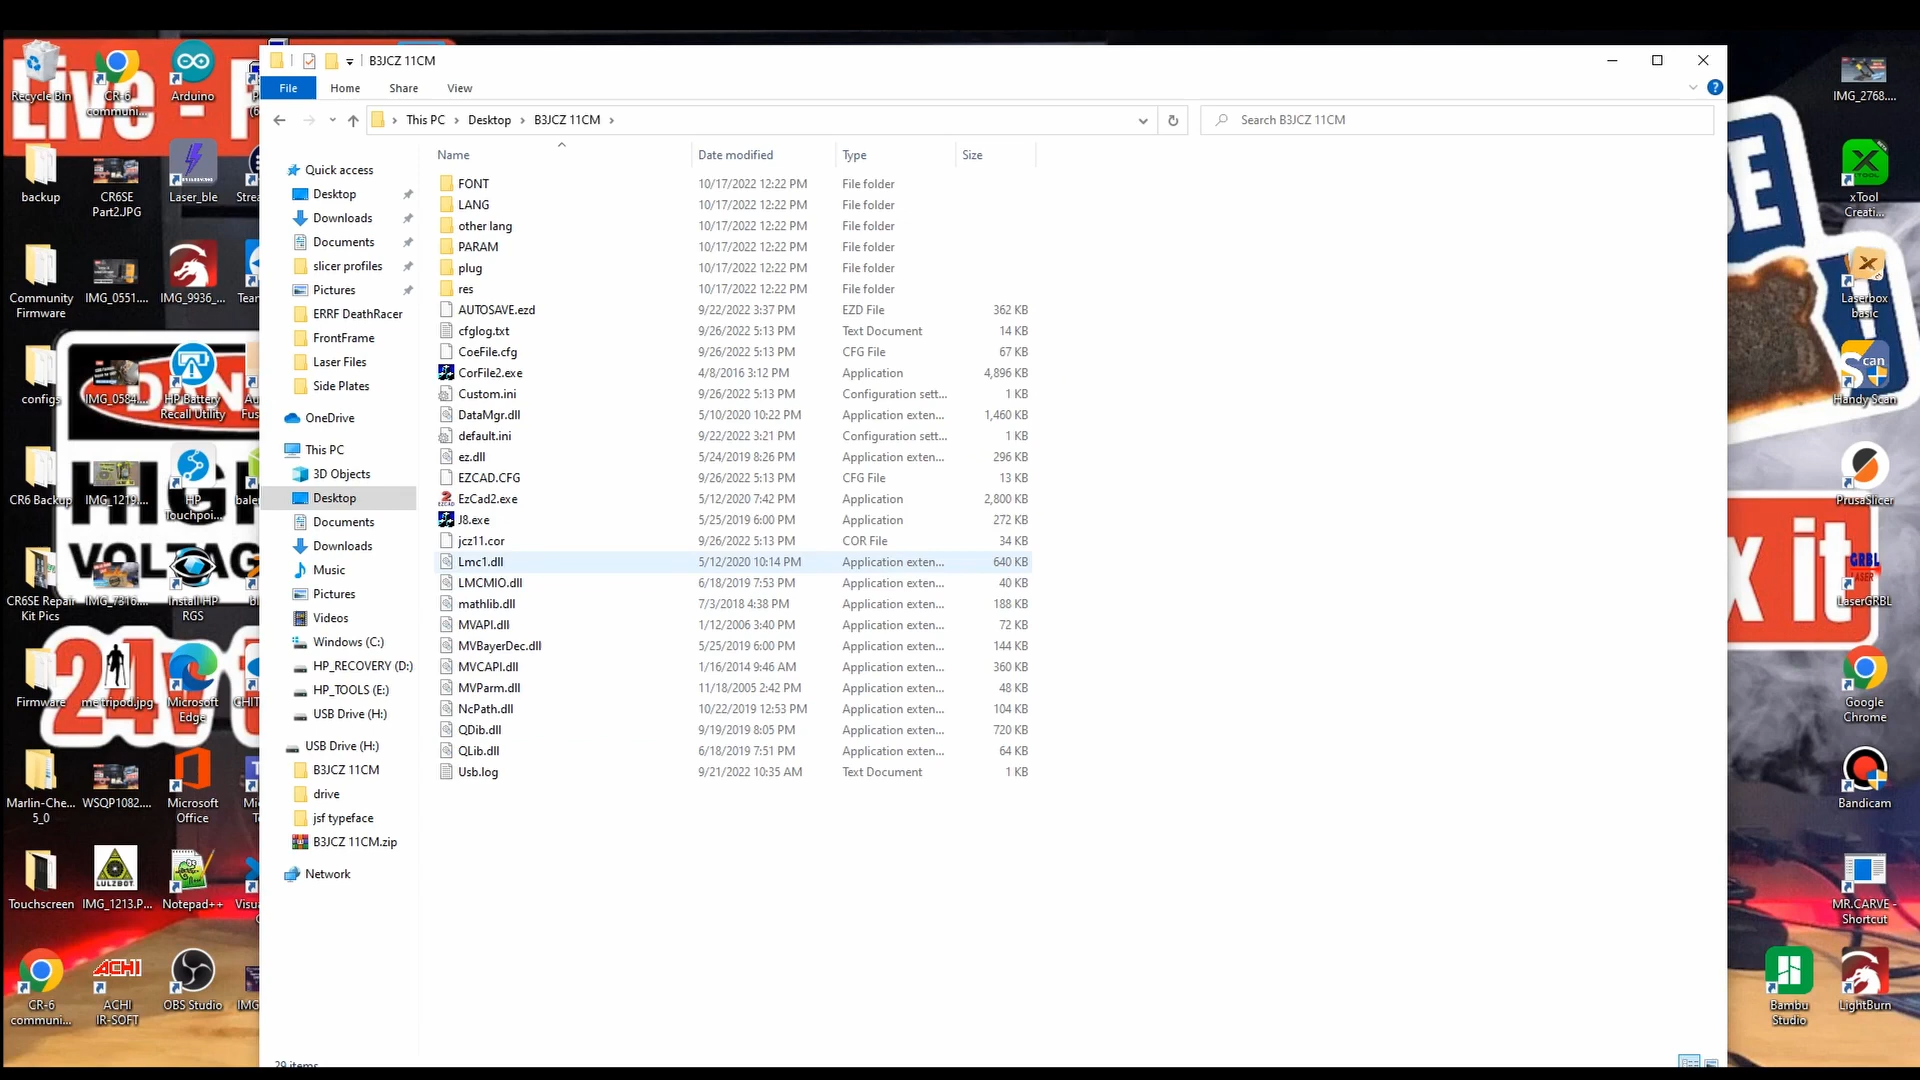 B3JCZ 11CM
File
Home
Share
View
This PC
Desktop
B3JCZ 11CM
Search B3JCZ 11CM
Name
Date modified
Type
Size
FONT 10/17/2022 12:22 PM File folder
LANG 10/17/2022 12:22 PM File folder
other lang 10/17/2022 12:22 PM File folder
PARAM 10/17/2022 12:22 PM File folder
plug 10/17/2022 12:22 PM File folder
res 10/17/2022 12:22 PM File folder
AUTOSAVE.ezd 9/22/2022 3:37 PM EZD File 362 KB
cfglog.txt 9/26/2022 5:13 PM Text Document 14 KB
CoeFile.cfg 9/26/2022 5:13 PM CFG File 67 KB
CorFile2.exe 4/8/2016 3:12 PM Application 4,896 KB
Custom.ini 9/26/2022 5:13 PM Configuration sett... 1 KB
DataMgr.dll 5/10/2020 10:22 PM Application exten... 1,460 KB
default.ini 9/22/2022 3:21 PM Configuration sett... 1 KB
ez.dll 5/24/2019 8:26 PM Application exten... 296 KB
EZCAD.CFG 9/26/2022 5:13 PM CFG File 13 KB
EzCad2.exe 5/12/2020 7:42 PM Application 2,800 KB
J8.exe 5/25/2019 6:00 PM Application 272 KB
jcz11.cor 9/26/2022 5:13 PM COR File 34 KB
Lmc1.dll 5/12/2020 10:14 PM Application exten... 640 KB
LMCMIO.dll 6/18/2019 7:53 PM Application exten... 40 KB
mathlib.dll 7/3/2018 4:38 PM Application exten... 188 KB
MVAPI.dll 1/12/2006 3:40 PM Application exten... 72 KB
MVBayerDec.dll 5/25/2019 6:00 PM Application exten... 144 KB
MVCAPI.dll 1/16/2014 9:46 AM Application exten... 360 KB
MVParm.dll 11/18/2005 2:42 PM Application exten... 48 KB
NcPath.dll 10/22/2019 12:53 PM Application exten... 104 KB
QDib.dll 9/19/2019 8:05 PM Application exten... 720 KB
QLib.dll 6/18/2019 7:51 PM Application exten... 64 KB
Usb.log 9/21/2022 10:35 AM Text Document 1 KB
29 items
Quick access
Desktop
Downloads
Documents
slicer profiles
Pictures
ERRF DeathRacer
FrontFrame
Laser Files
Side Plates
OneDrive
This PC
3D Objects
Desktop
Documents
Downloads
Music
Pictures
Videos
Windows (C:)
HP_RECOVERY (D:)
HP_TOOLS (E:)
USB Drive (H:)
USB Drive (H:)
B3JCZ 11CM
drive
jsf typeface
B3JCZ 11CM.zip
Network
Recycle Bin
CR-6
communi...
Arduino
backup
CR6SE
Part2.JPG
Laser_ble
Community
Firmware
IMG_0551....
IMG_9936_...
configs
IMG_0584....
HP Battery
Recall Utility
CR6 Backup
IMG_1219....
HP
Touchpoi...
CR6SE Repair
Kit Pics
IMG_7316....
Install HP
RGS
Firmware
me tripod.jpg
Microsoft
Edge
Marlin-Che...
5_0
WSQP1082....
Microsoft
Office
Touchscreen
IMG_1213.P...
Notepad++
CR-6
communi...
ACHI
IR-SOFT
OBS Studio
IMG_2768....
xTool
Creati...
Laserbox
basic
Handy Scan
PrusaSlicer
LaserGRBL
Google
Chrome
Bandicam
MR.CARVE -
Shortcut
Bambu
Studio
LightBurn
Live - F
HIGH
VOLTAG
24v
x it
LULZBOT
ACHI
GRBL
LASER
Scan